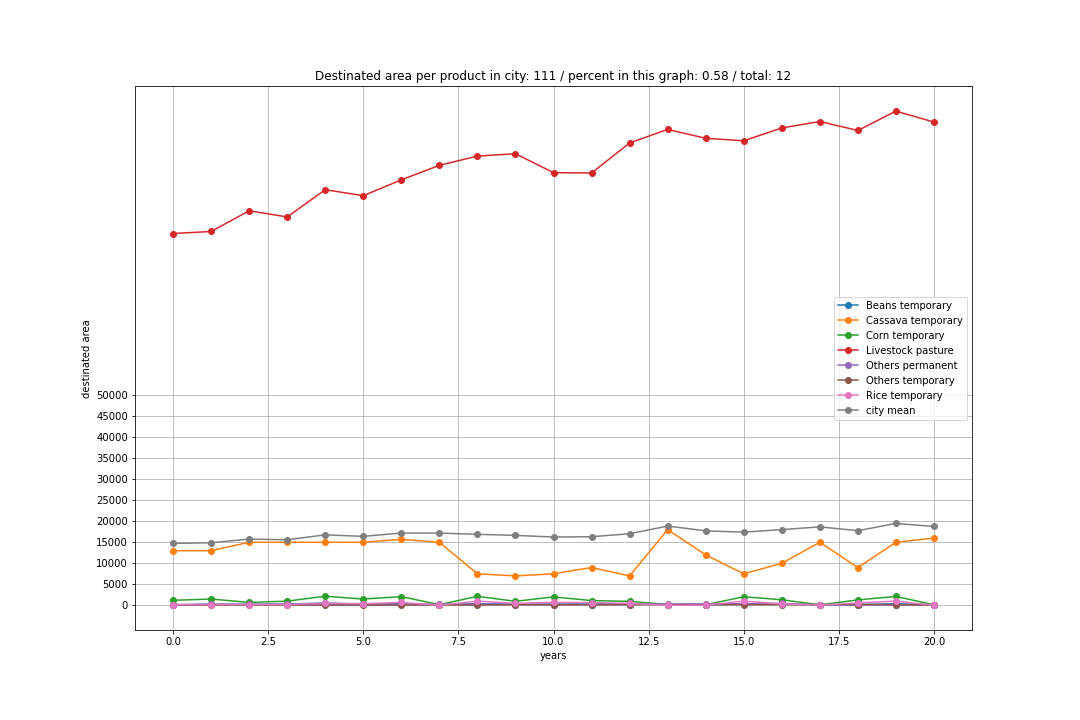 Destinated area per product in city: 111 / percent in this graph: 0.58 / total: 12
destinated area
50000
45000
40000
35000
30000
25000
20000
15000
10000
5000
0
Beans temporary
Cassava temporary
Corn temporary
Livestock pasture
Others permanent
Others temporary
Rice temporary
city mean
0.0 2.5 5.0 7.5 10.0 12.5 15.0 17.5 20.0
years